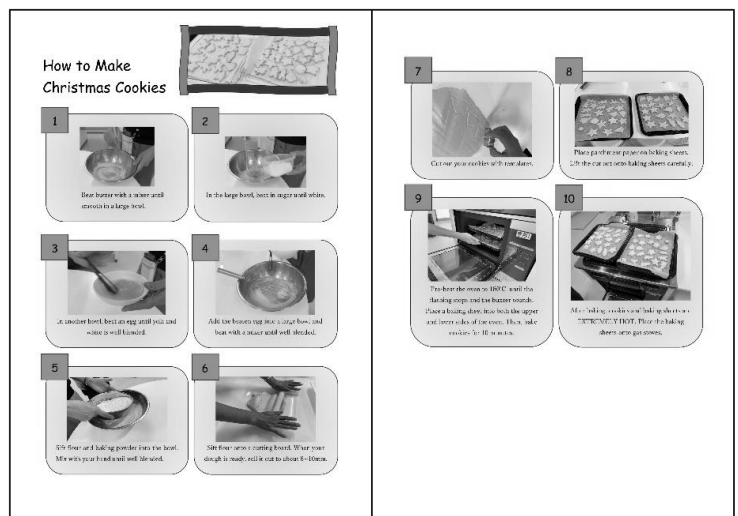 How to Make
Christmas Cookies
1
Beat butter with a mixer until
smooth in a large bowl.
2
In the large bowl, beat in sugar until white.
3
In another bowl, beat an egg until yolk and
white is well blended.
4
Add the beaten egg into a large bowl and
beat with a mixer until well blended.
5
Sift flour and baking powder into the bowl.
Mix with your hand until well blended.
6
Sift flour onto a cutting board. When your
dough is ready, roll it out to about 8~10mm.
7
Cut out your cookies with templates.
8
Place parchment paper on baking sheets.
Lift the cut out onto baking sheets carefully.
9
Pre-heat the oven to 180℃ until the
flashing stops and the buzzer sounds.
Place a baking sheet into both the upper
and lower sides of the oven. Then, bake
cookies for 10 minutes.
10
After baking, cookies and baking sheets are
EXTREMELY HOT. Place the baking
sheets onto gas stoves.